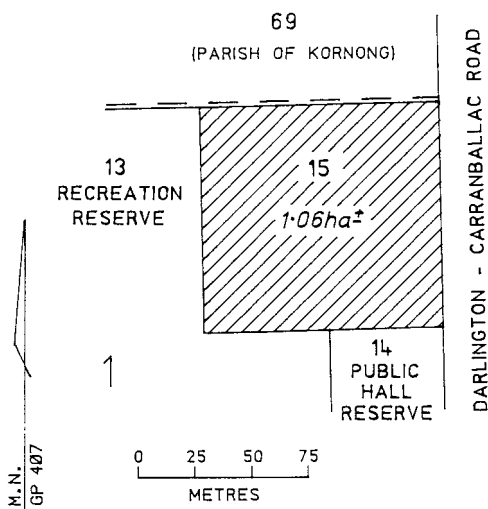 69
(PARISH OF KORNONG)
DARLINGTON - CARRANBALLAC ROAD
13
RECREATION
RESERVE
15
1·06ha±
14
PUBLIC
HALL
RESERVE
1
M.N.
GP 407
0 25 50 75
METRES